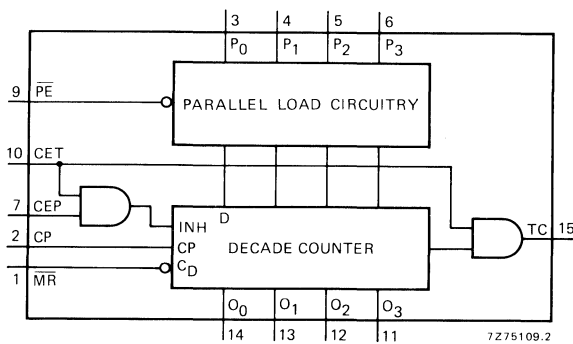 3 4 5 6
P0 P1 P2 P3
9 PE
PARALLEL LOAD CIRCUITRY
10 CET
7 CEP
D
INH
2 CP
CP
DECADE COUNTER
TC 15
1 MR
CD
O0 O1 O2 O3
14 13 12 11
7Z75109.2